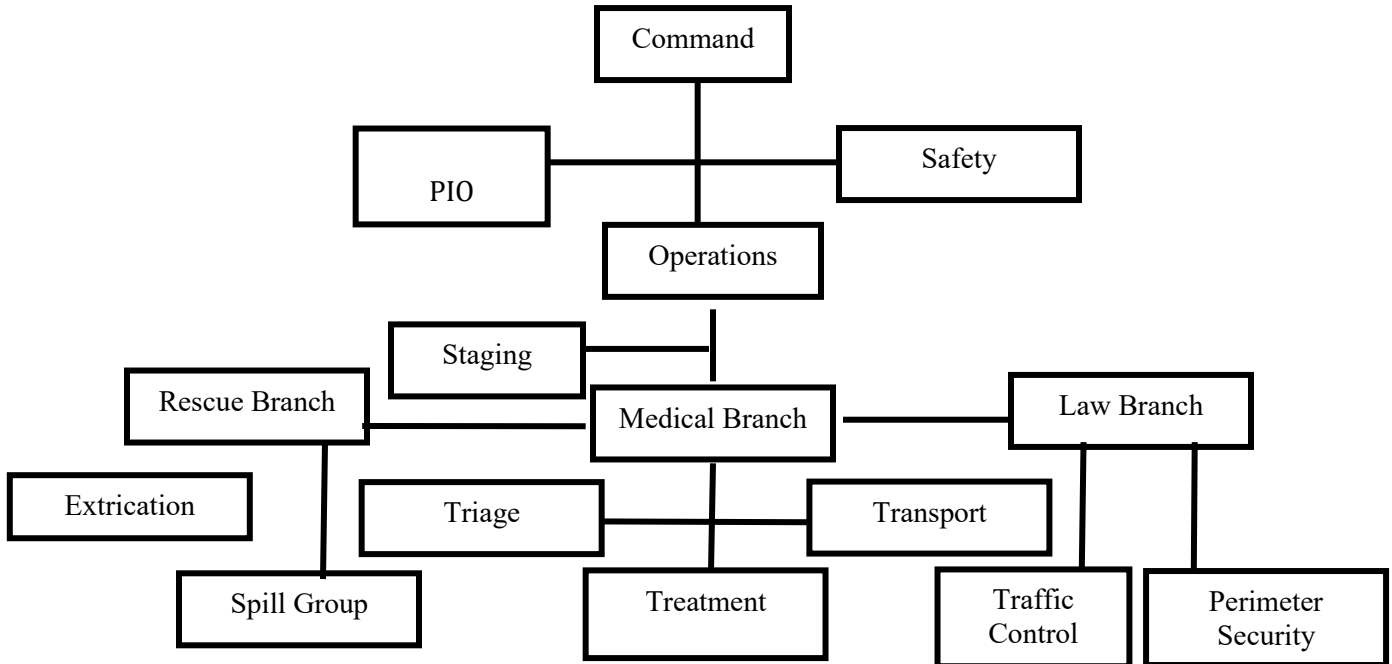 Command
PIO
Safety
Operations
Staging
Rescue Branch
Medical Branch
Law Branch
Extrication
Triage
Transport
Spill Group
Treatment
Traffic
Control
Perimeter
Security